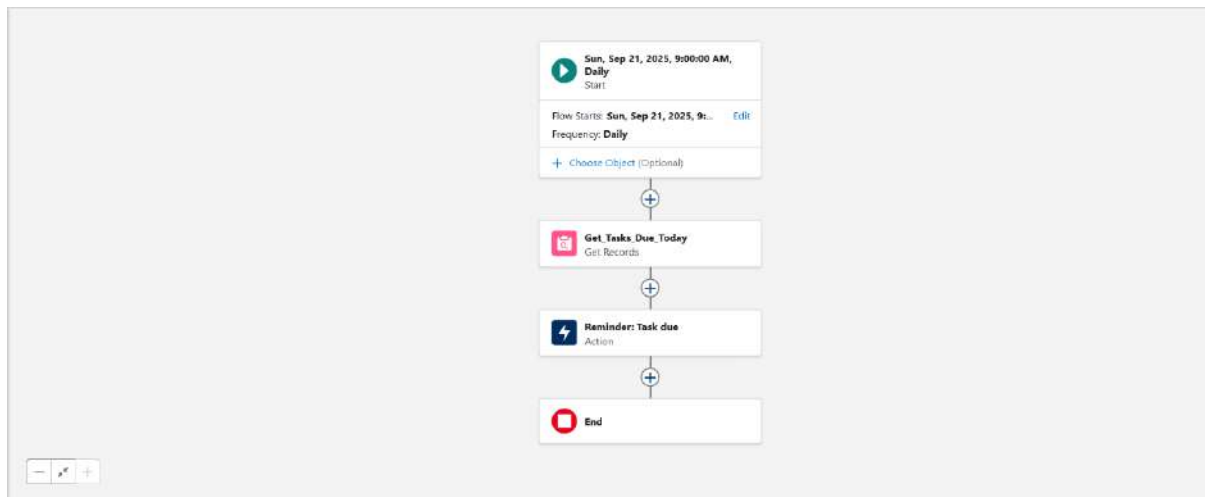 Sun, Sep 21, 2025, 9:00:00 AM,
Daily
Start
Flow Starts: Sun, Sep 21, 2025, 9:... Edit
Frequency: Daily
+ Choose Object (Optional)
Get_Tasks_Due_Today
Get Records
Reminder: Task due
Action
End